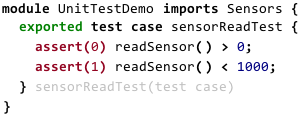 module UnitTestDemo imports Sensors {
exported test case sensorReadTest {
assert(0) readSensor() > 0;
assert(1) readSensor() < 1000;
} sensorReadTest(test case)
}